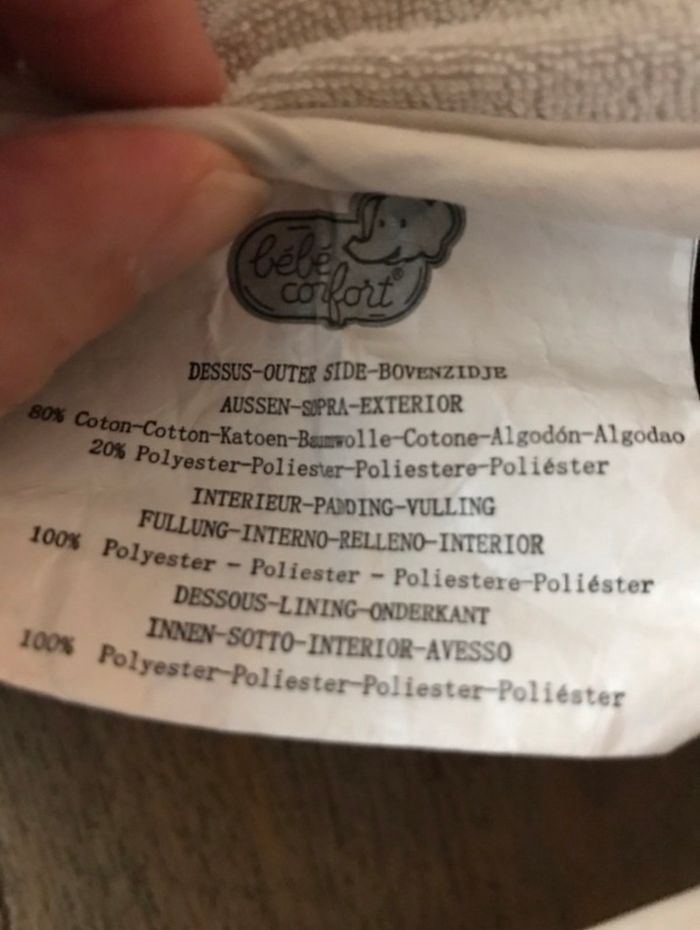 bébé
confort®
DESSUS-OUTER SIDE-BOVENZIDJE
AUSSEN-SOPRA-EXTERIOR
80% Coton-Cotton-Katoen-Baumwolle-Cotone-Algodón-Algodao
20% Polyester-Poliester-Poliestere-Poliéster
INTERIEUR-PADDING-VULLING
FULLUNG-INTERNO-RELLENO-INTERIOR
100% Polyester - Poliester - Poliestere-Poliéster
DESSOUS-LINING-ONDERKANT
INNEN-SOTTO-INTERIOR-AVESSO
100% Polyester-Poliester-Poliester-Poliéster